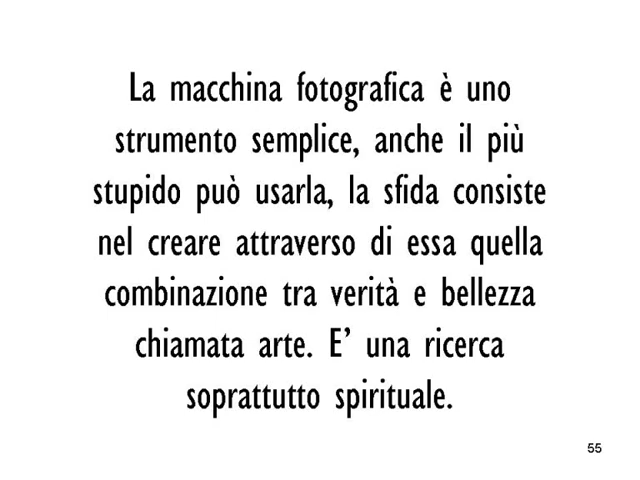 La macchina fotografica è uno
strumento semplice, anche il più
stupido può usarla, la sfida consiste
nel creare attraverso di essa quella
combinazione tra verità e bellezza
chiamata arte. E’ una ricerca
soprattutto spirituale.
55